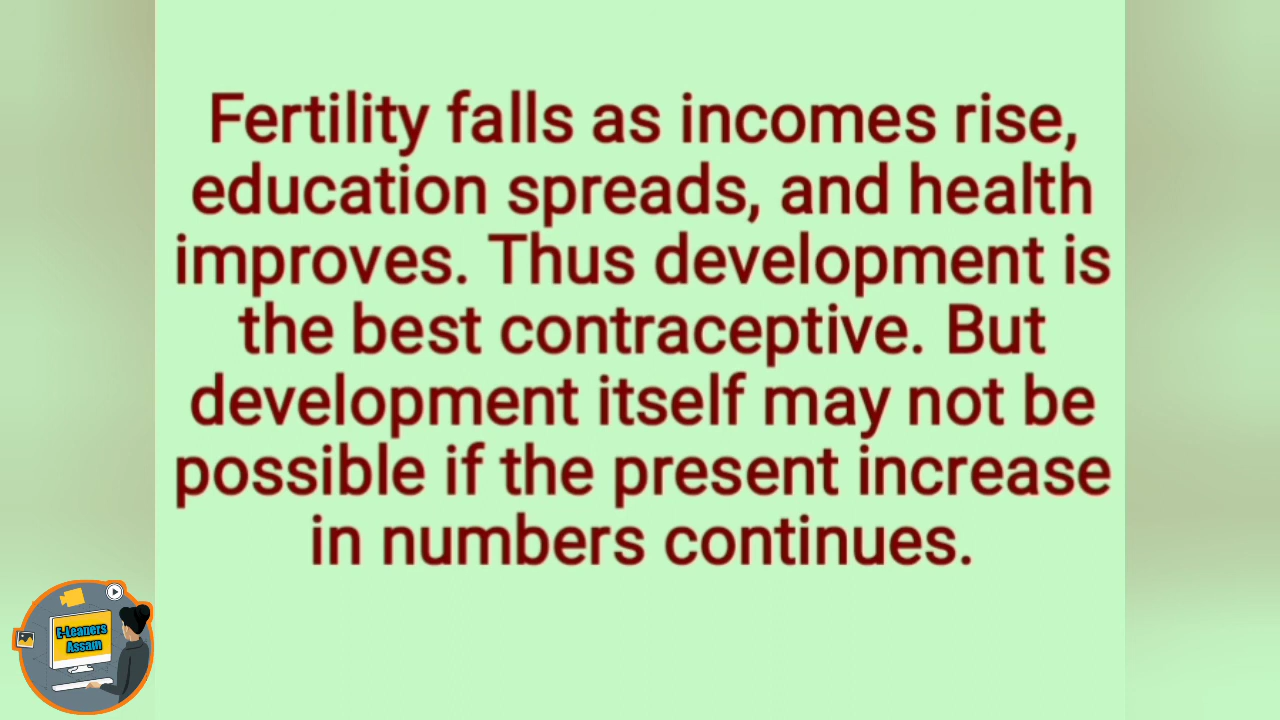 Fertility falls as incomes rise,
education spreads, and health
improves. Thus development is
the best contraceptive. But
development itself may not be
possible if the present increase
in numbers continues.
E-Leaners
Assam